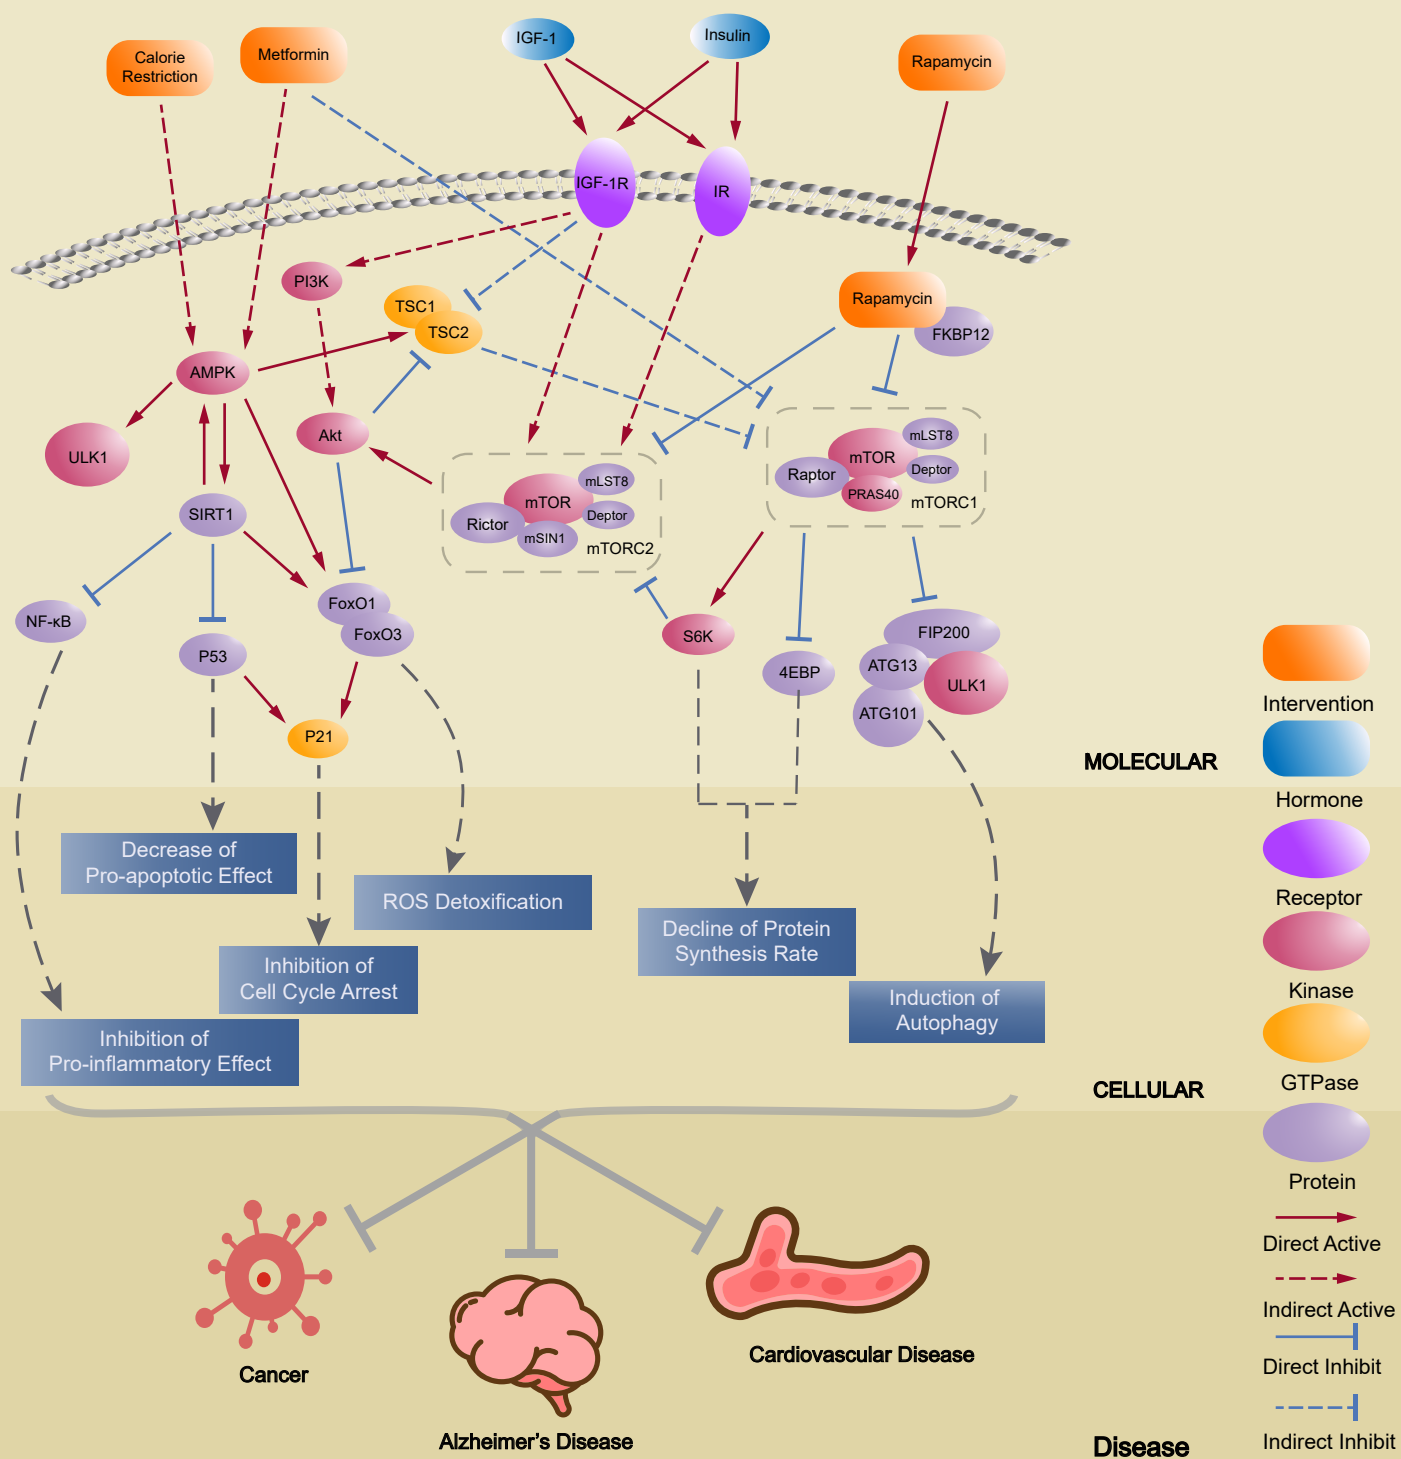 Calorie
Restriction
Metformin
IGF-1
Insulin
Rapamycin
IGF-1R
IR
PI3K
TSC1
TSC2
Rapamycin
FKBP12
AMPK
ULK1
Akt
SIRT1
mTOR
mLST8
Rictor
Deptor
mSIN1
mTORC2
mTOR
mLST8
Raptor
Deptor
PRAS40
mTORC1
NF-κB
P53
FoxO1
FoxO3
P21
S6K
4EBP
FIP200
ATG13
ULK1
ATG101
MOLECULAR
Decrease of
Pro-apoptotic Effect
ROS Detoxification
Inhibition of
Cell Cycle Arrest
Inhibition of
Pro-inflammatory Effect
Decline of Protein
Synthesis Rate
Induction of
Autophagy
CELLULAR
Cancer
Alzheimer's Disease
Cardiovascular Disease
Disease
Intervention
Hormone
Receptor
Kinase
GTPase
Protein
Direct Active
Indirect Active
Direct Inhibit
Indirect Inhibit